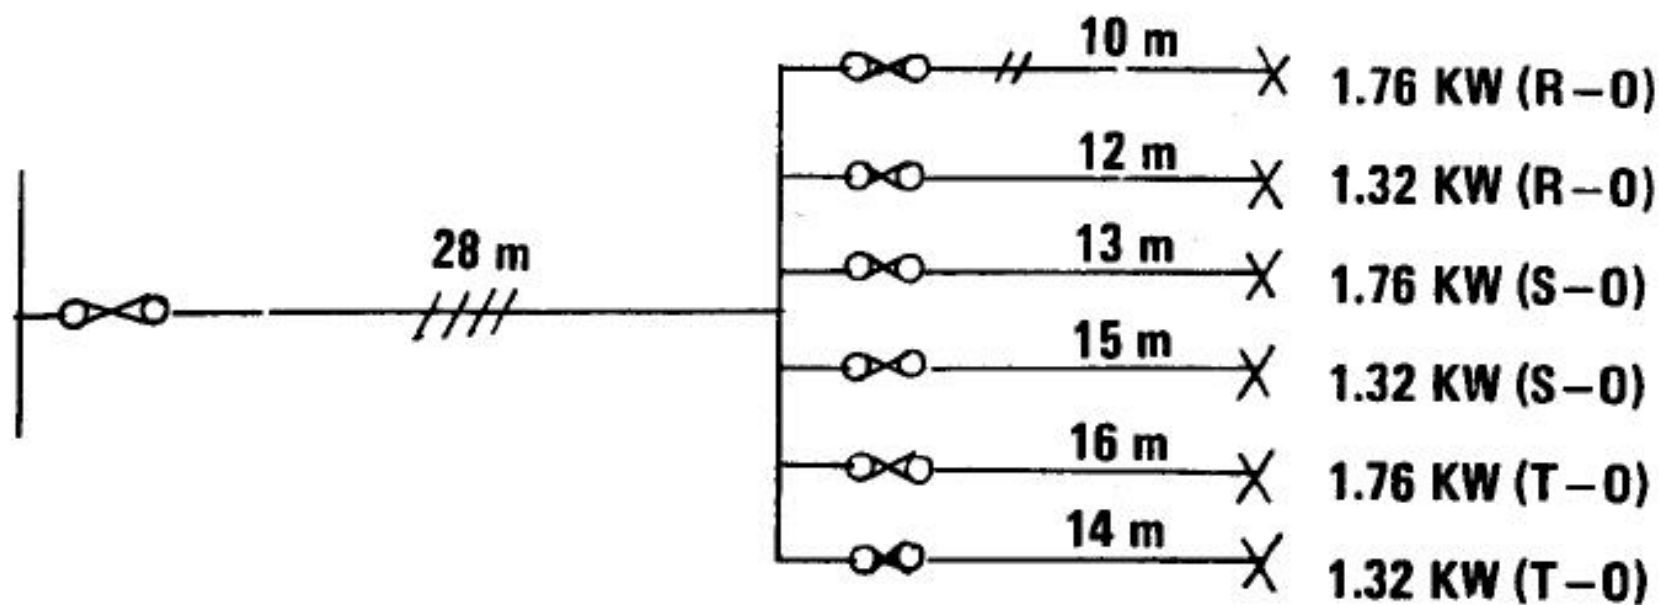 10 m
1.76 KW (R–0)
12 m
1.32 KW (R–0)
28 m
13 m
1.76 KW (S–0)
15 m
1.32 KW (S–0)
16 m
1.76 KW (T–0)
14 m
1.32 KW (T–0)